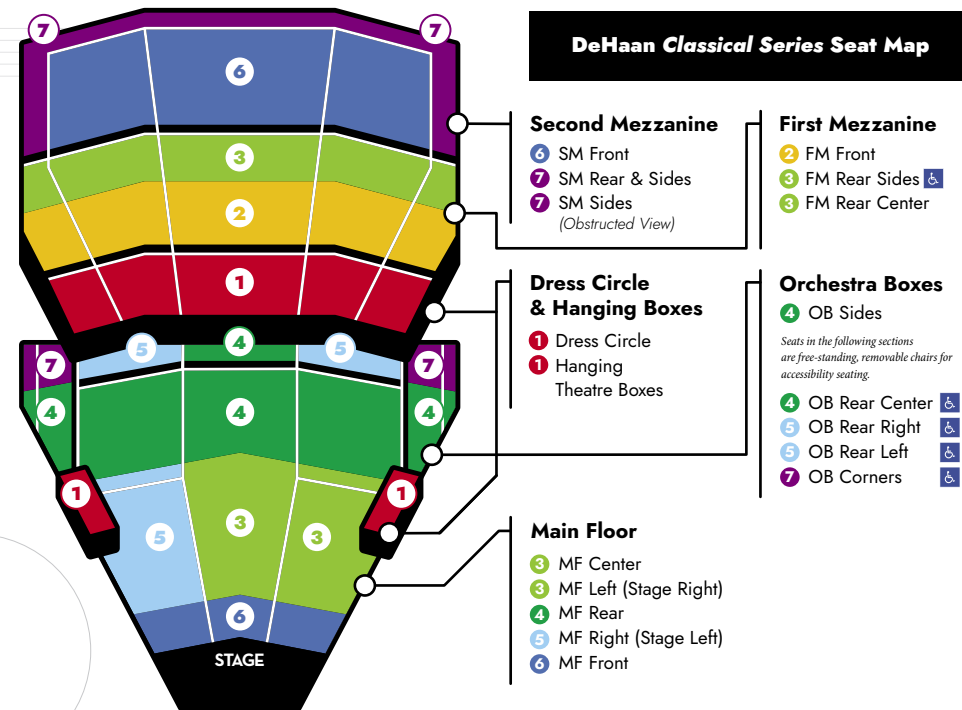 DeHaan Classical Series Seat Map
7
7
6
3
2
1
5
4
5
7
7
4
4
4
1
1
5
3
3
6
STAGE
Second Mezzanine
6 SM Front
7 SM Rear & Sides
7 SM Sides
(Obstructed View)
First Mezzanine
2 FM Front
3 FM Rear Sides
3 FM Rear Center
Dress Circle
& Hanging Boxes
1 Dress Circle
1 Hanging
Theatre Boxes
Orchestra Boxes
4 OB Sides
Seats in the following sections
are free-standing, removable chairs for
accessibility seating.
4 OB Rear Center
5 OB Rear Right
5 OB Rear Left
7 OB Corners
Main Floor
3 MF Center
3 MF Left (Stage Right)
4 MF Rear
5 MF Right (Stage Left)
6 MF Front